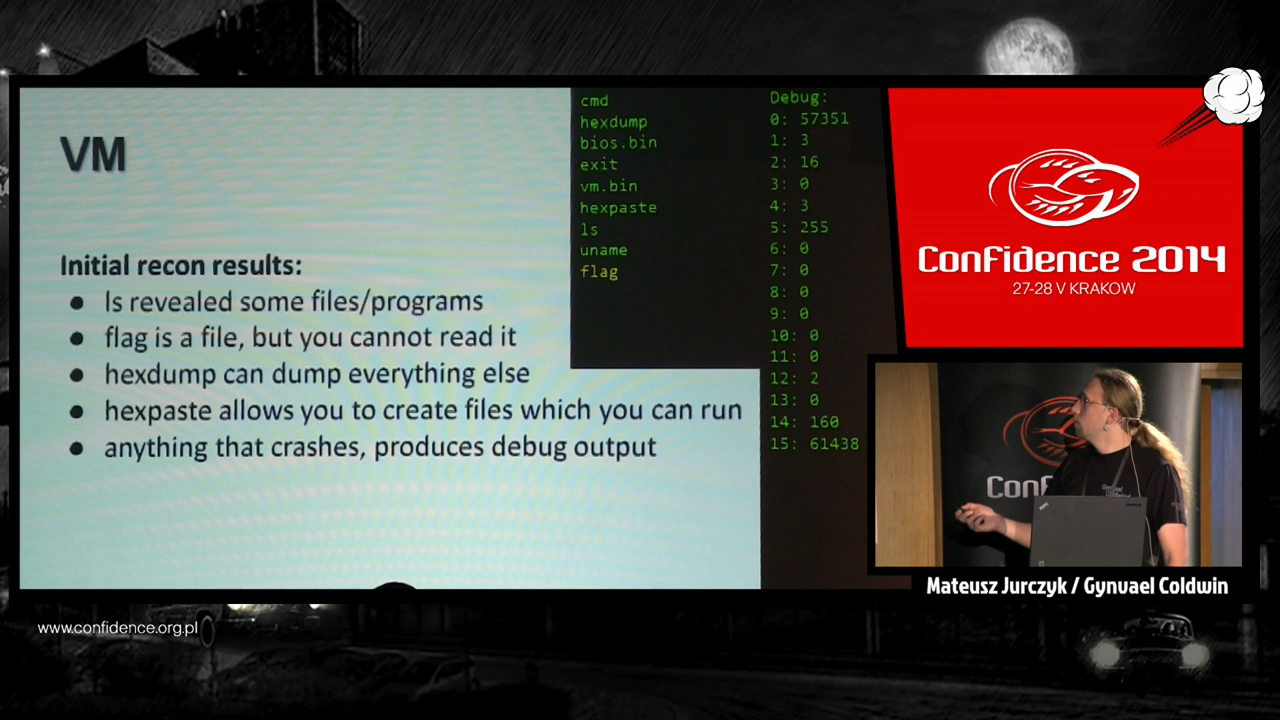 VM
Initial recon results:
● ls revealed some files/programs
● flag is a file, but you cannot read it
● hexdump can dump everything else
● hexpaste allows you to create files which you can run
● anything that crashes, produces debug output
cmd
hexdump
bios.bin
exit
vm.bin
hexpaste
ls
uname
flag
Debug:
0: 57351
1: 3
2: 16
3: 0
4: 3
5: 255
6: 0
7: 0
8: 0
9: 0
10: 0
11: 0
12: 2
13: 0
14: 160
15: 61438
Confidence 2014
27-28 V KRAKOW
Conf
Gynvael
Mateusz Jurczyk / Gynvael Coldwin
www.confidence.org.pl